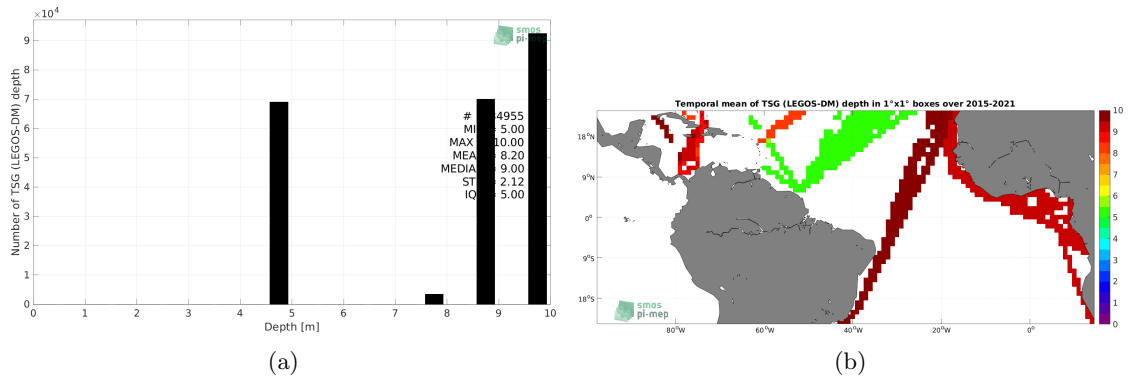 ×10⁴
9
8
7
6
5
4
3
2
1
0
Number of TSG (LEGOS-DM) depth
smos
pi-mep
# 4955
MI = 5.00
MAX 10.00
MEA = 8.20
MEDIA = 9.00
ST = 2.12
IQ = 5.00
0 1 2 3 4 5 6 7 8 9 10
Depth [m]
(a)
Temporal mean of TSG (LEGOS-DM) depth in 1°x1° boxes over 2015-2021
18°N
9°N
0°
9°S
18°S
80°W 60°W 40°W 20°W 0°
smos
pi-mep
10
9
8
7
6
5
4
3
2
1
0
(b)